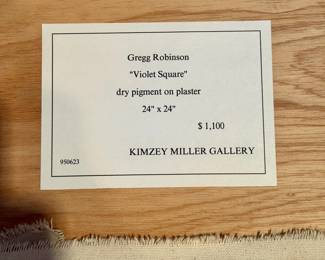 Gregg Robinson
"Violet Square"
dry pigment on plaster
24" x 24"
$ 1,100
KIMZEY MILLER GALLERY
950623